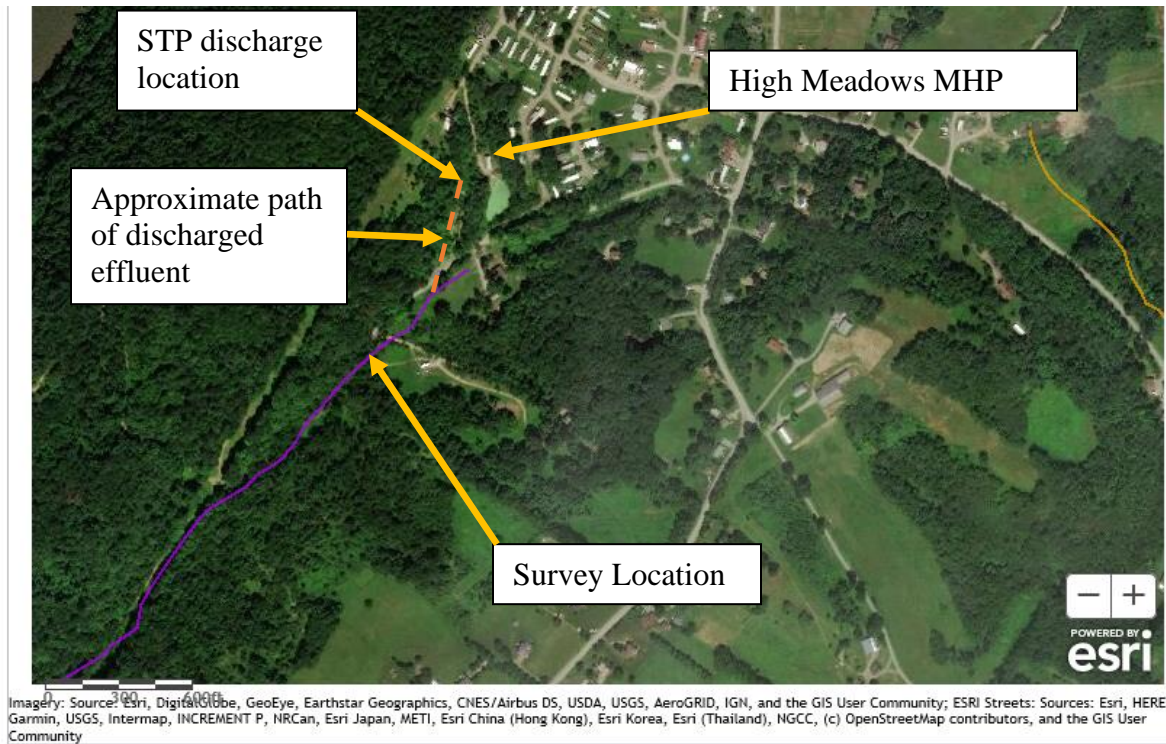 STP discharge
location
High Meadows MHP
Approximate path
of discharged
effluent
Survey Location
− +
POWERED BY
esri
0 300 600ft
Imagery: Source: Esri, DigitalGlobe, GeoEye, Earthstar Geographics, CNES/Airbus DS, USDA, USGS, AeroGRID, IGN, and the GIS User Community; ESRI Streets: Sources: Esri, HERE
Garmin, USGS, Intermap, INCREMENT P, NRCan, Esri Japan, METI, Esri China (Hong Kong), Esri Korea, Esri (Thailand), NGCC, (c) OpenStreetMap contributors, and the GIS User
Community